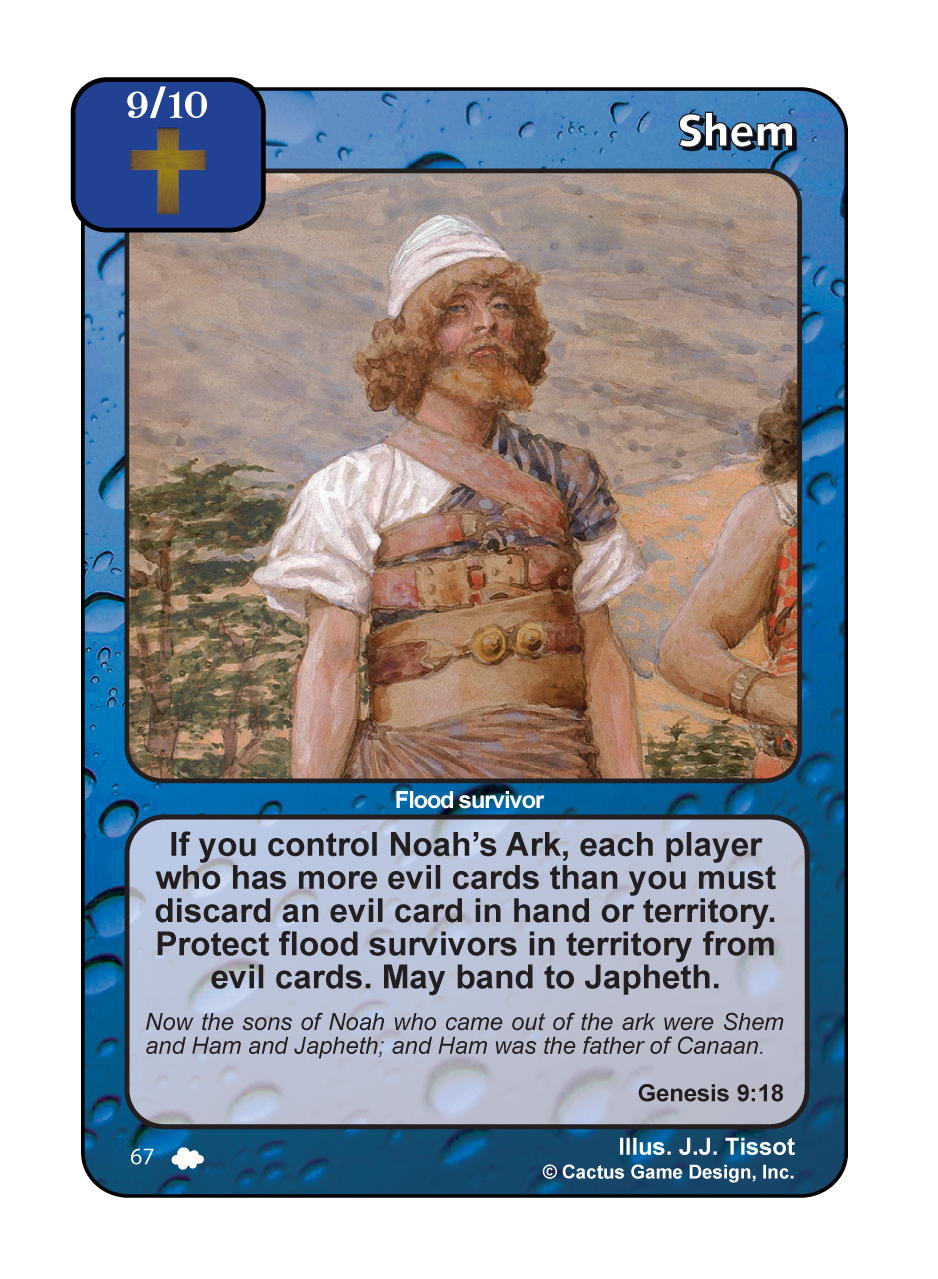 9/10
Shem
Flood survivor
If you control Noah’s Ark, each player
who has more evil cards than you must
discard an evil card in hand or territory.
Protect flood survivors in territory from
evil cards. May band to Japheth.
Now the sons of Noah who came out of the ark were Shem
and Ham and Japheth; and Ham was the father of Canaan.
Genesis 9:18
67
Illus. J.J. Tissot
© Cactus Game Design, Inc.